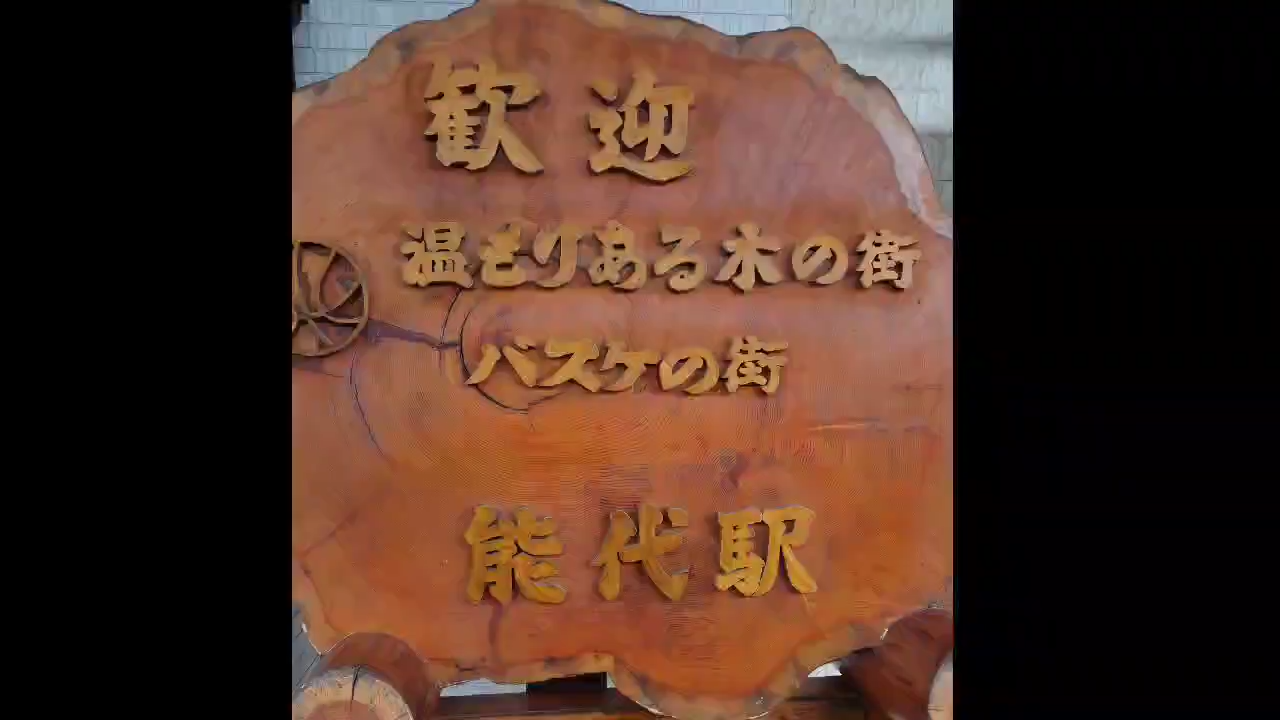 歓迎
温もりある木の街
バスケの街
能代駅